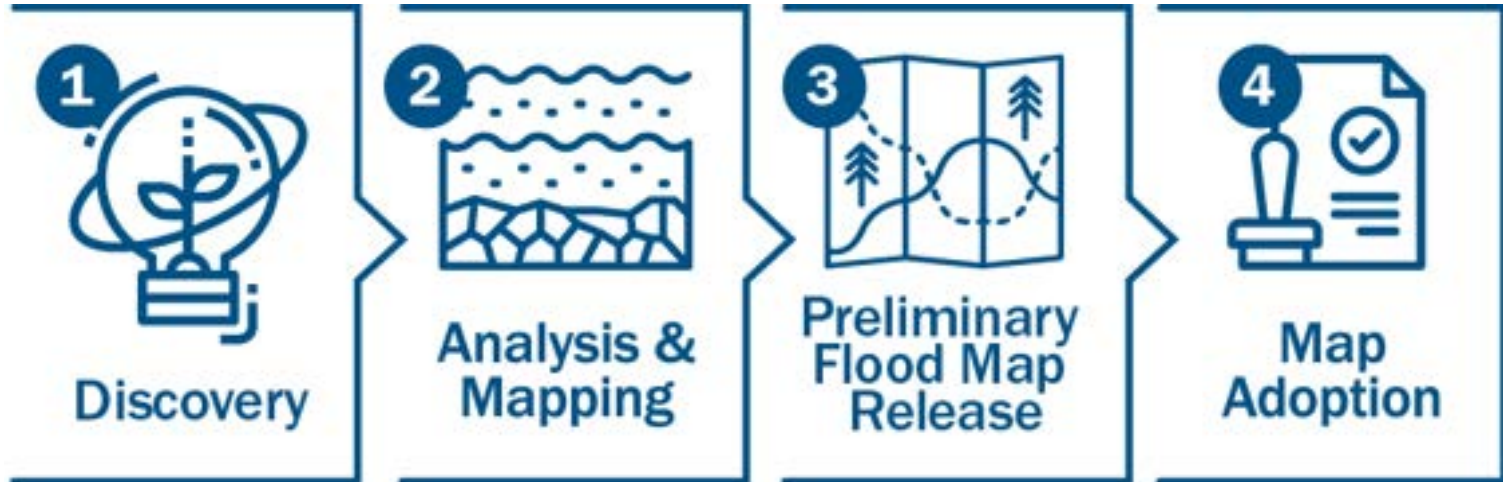 1
Discovery
2
Analysis &
Mapping
3
Preliminary
Flood Map
Release
4
Map
Adoption